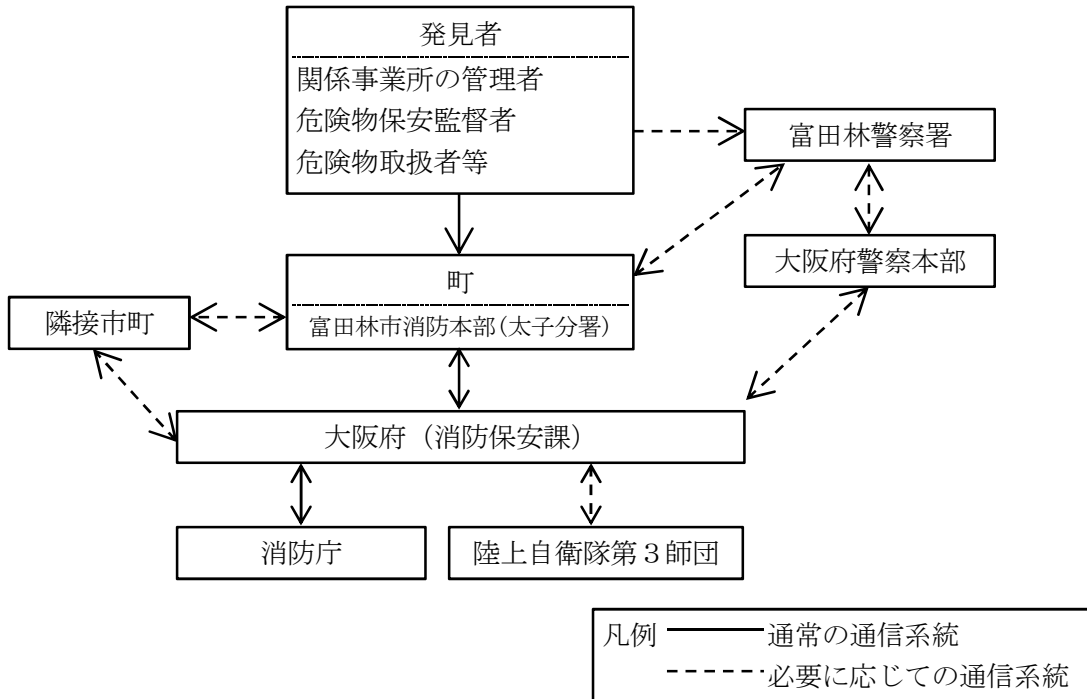 発見者
関係事業所の管理者
危険物保安監督者
危険物取扱者等
富田林警察署
大阪府警察本部
町
富田林市消防本部(太子分署)
隣接市町
大阪府(消防保安課)
消防庁
陸上自衛隊第3師団
凡例 通常の通信系統
必要に応じての通信系統